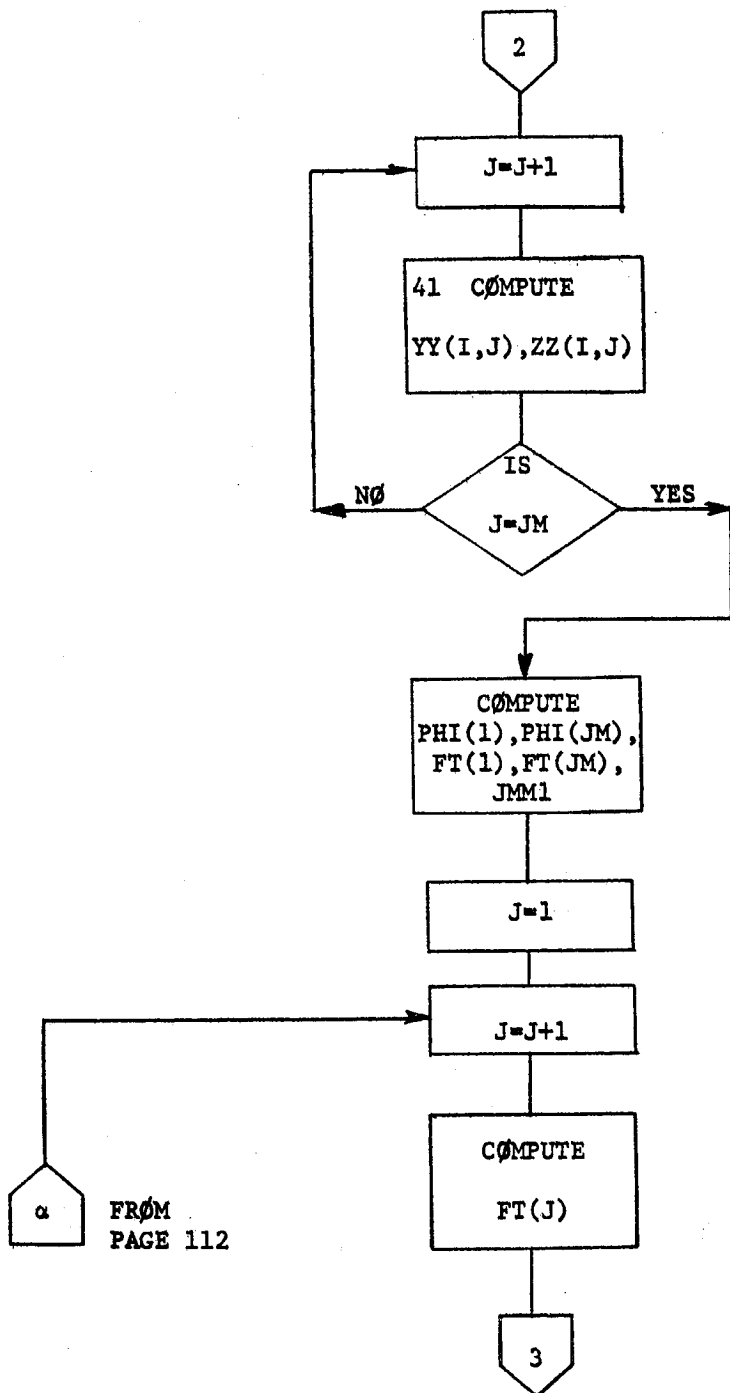 2
J=J+1
41 CØMPUTE
YY(I,J),ZZ(I,J)
IS
J=JM
NØ
YES
CØMPUTE
PHI(1),PHI(JM),
FT(1),FT(JM),
JMM1
J=1
J=J+1
CØMPUTE
FT(J)
α
FRØM
PAGE 112
3